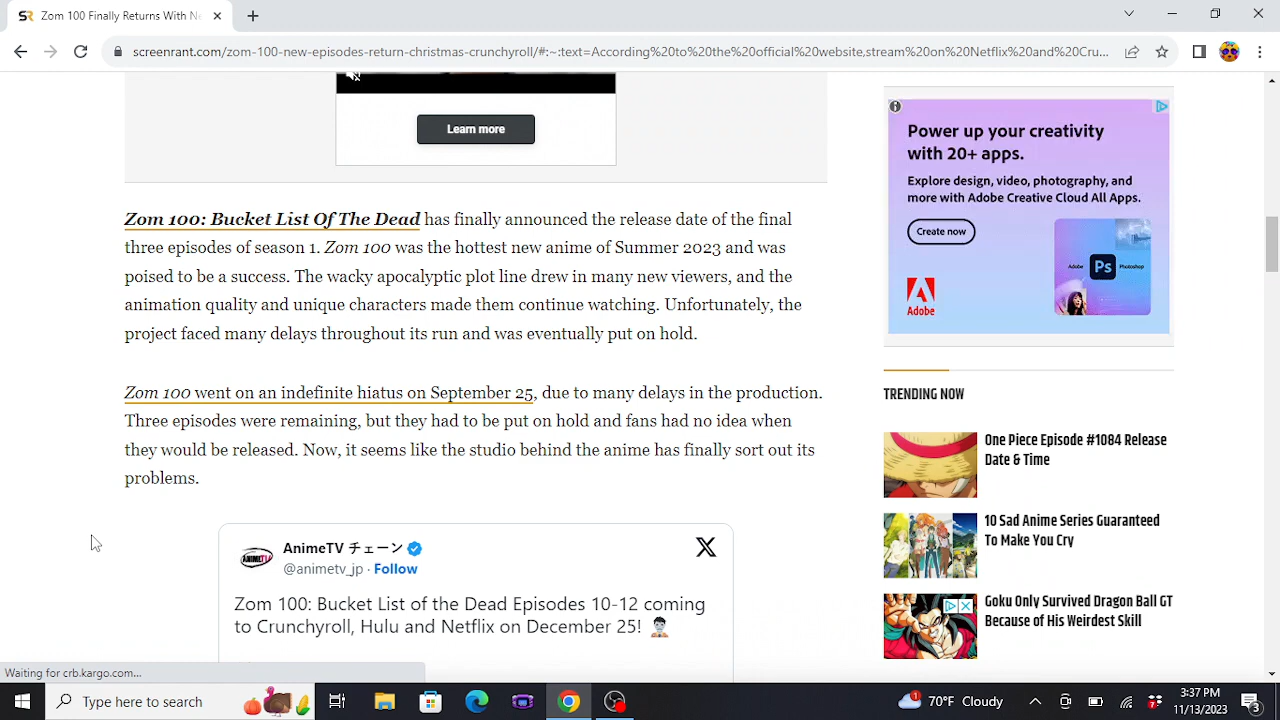 Zom 100 Finally Returns With Ne
screenrant.com/zom-100-new-episodes-return-christmas-crunchyroll/#:~:text=According%20to%20the%20official%20website,stream%20on%20Netflix%20and%20Cru...
Learn more
Zom 100: Bucket List Of The Dead has finally announced the release date of the final
three episodes of season 1. Zom 100 was the hottest new anime of Summer 2023 and was
poised to be a success. The wacky apocalyptic plot line drew in many new viewers, and the
animation quality and unique characters made them continue watching. Unfortunately, the
project faced many delays throughout its run and was eventually put on hold.
Zom 100 went on an indefinite hiatus on September 25, due to many delays in the production.
Three episodes were remaining, but they had to be put on hold and fans had no idea when
they would be released. Now, it seems like the studio behind the anime has finally sort out its
problems.
ANIMETV
AnimeTV チェーン
@animetv_jp · Follow
Zom 100: Bucket List of the Dead Episodes 10-12 coming
to Crunchyroll, Hulu and Netflix on December 25!
Power up your creativity
with 20+ apps.
Explore design, video, photography, and
more with Adobe Creative Cloud All Apps.
Create now
Adobe
Ps
Photoshop
Adobe
TRENDING NOW
One Piece Episode #1084 Release
Date & Time
10 Sad Anime Series Guaranteed
To Make You Cry
Goku Only Survived Dragon Ball GT
Because of His Weirdest Skill
Waiting for crb.kargo.com...
Type here to search
1
70°F Cloudy
7
3:37 PM
11/13/2023
3